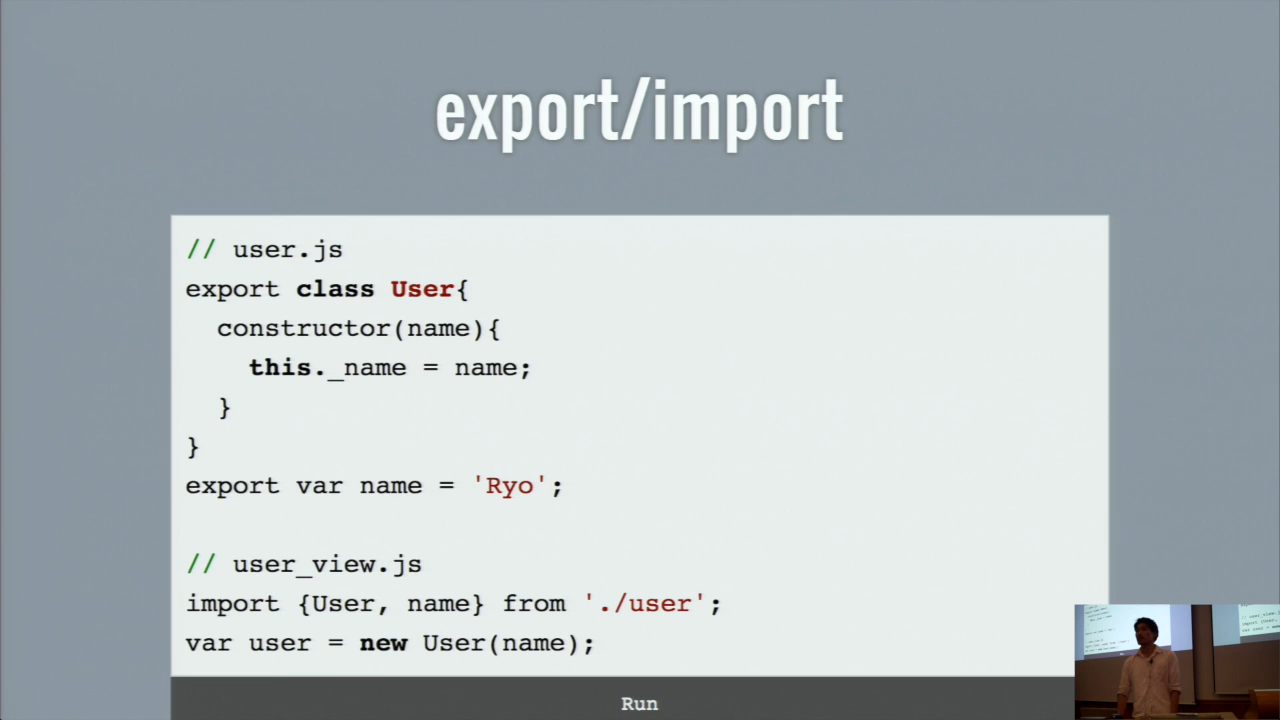 export/import
// user.js
export class User{
constructor(name){
this._name = name;
}
}
export var name = 'Ryo';
// user_view.js
import {User, name} from './user';
var user = new User(name);
Run